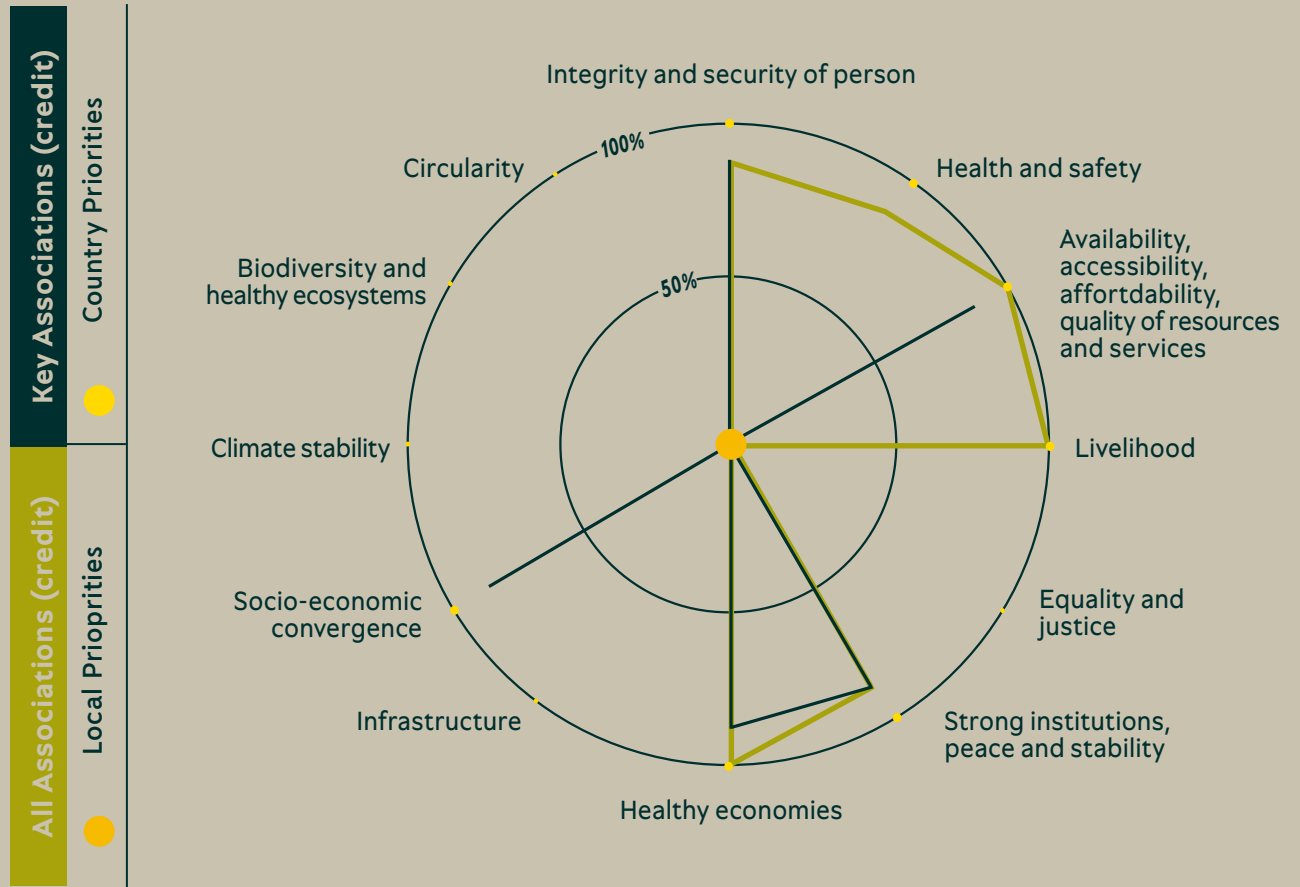 Key Associations (credit)
Country Priorities
All Associations (credit)
Local Prioprities
Integrity and security of person
100%
Circularity
Health and safety
Availability,
accessibility,
affortdability,
quality of resources
and services
Biodiversity and
healthy ecosystems
50%
Climate stability
Livelihood
Socio-economic
convergence
Equality and
justice
Infrastructure
Strong institutions,
peace and stability
Healthy economies